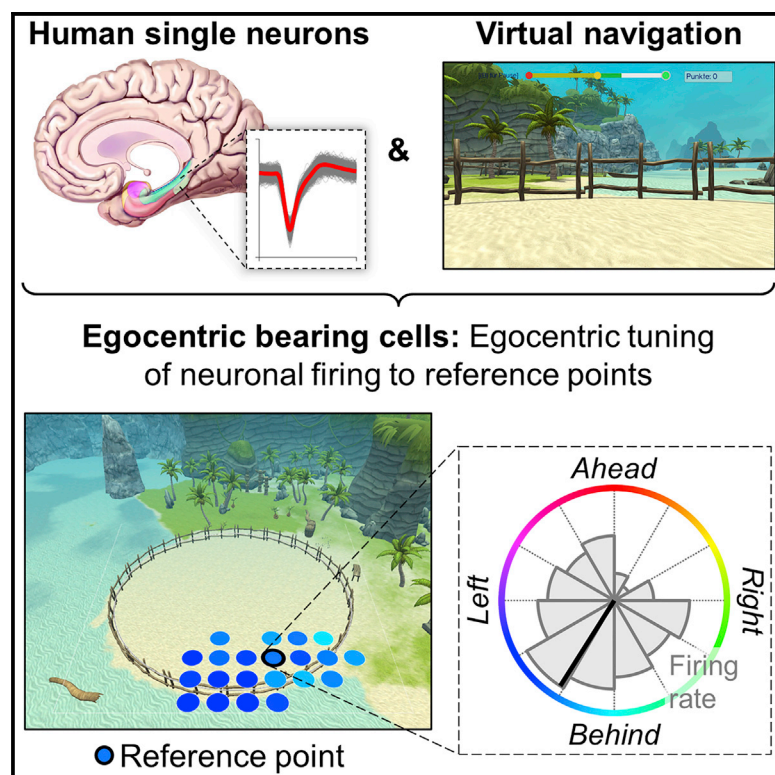 Human single neurons
Virtual navigation
&
Punkte: 0
Egocentric bearing cells: Egocentric tuning
of neuronal firing to reference points
Ahead
Left
Right
Firing
rate
Behind
Reference point